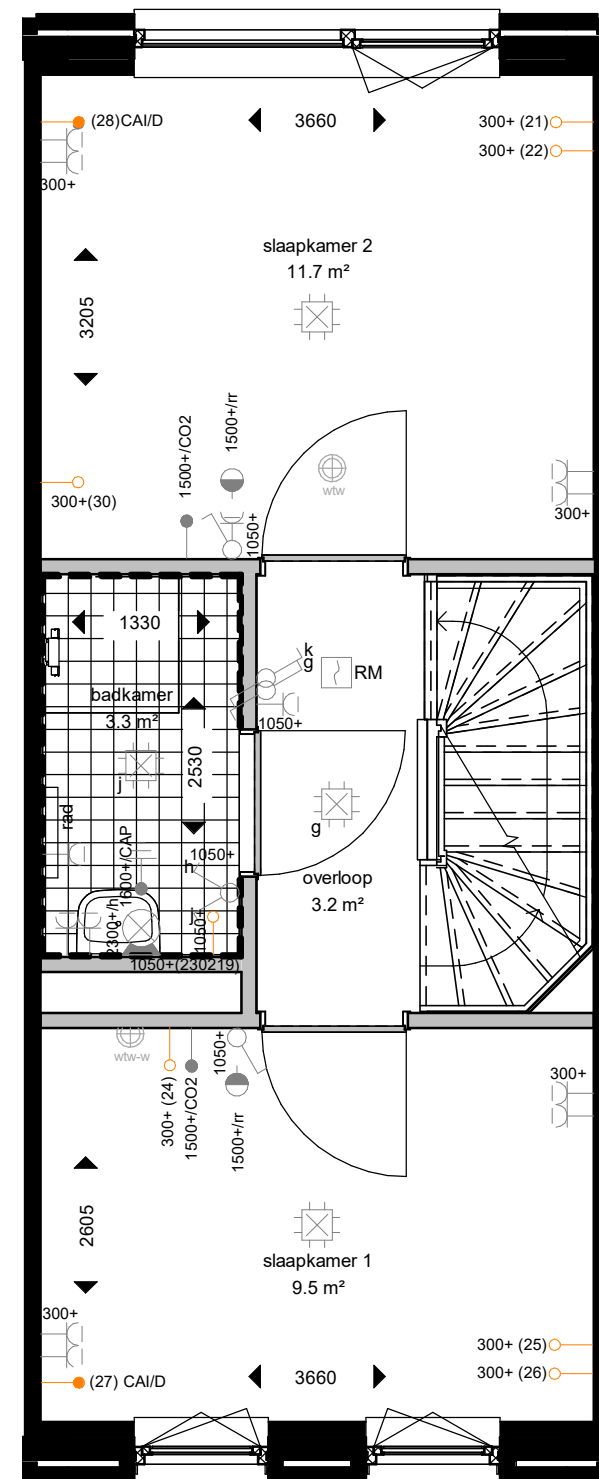 (28)CAI/D
3660
300+ (21)
300+ (22)
300+
slaapkamer 2
11.7 m²
3205
1500+/CO2
1500+/rr
300+(30)
wtw
1050+
300+
1330
k
g
RM
badkamer
3.3 m²
1050+
2530
j
g
rad
1600+/CAP
h
1050+
overloop
3.2 m²
2300+/h
j
1050+
1050+(230219)
wtw-w
1050+
300+
300+ (24)
1500+/CO2
1500+/rr
2605
slaapkamer 1
9.5 m²
300+
300+ (25)
300+ (26)
(27) CAI/D
3660